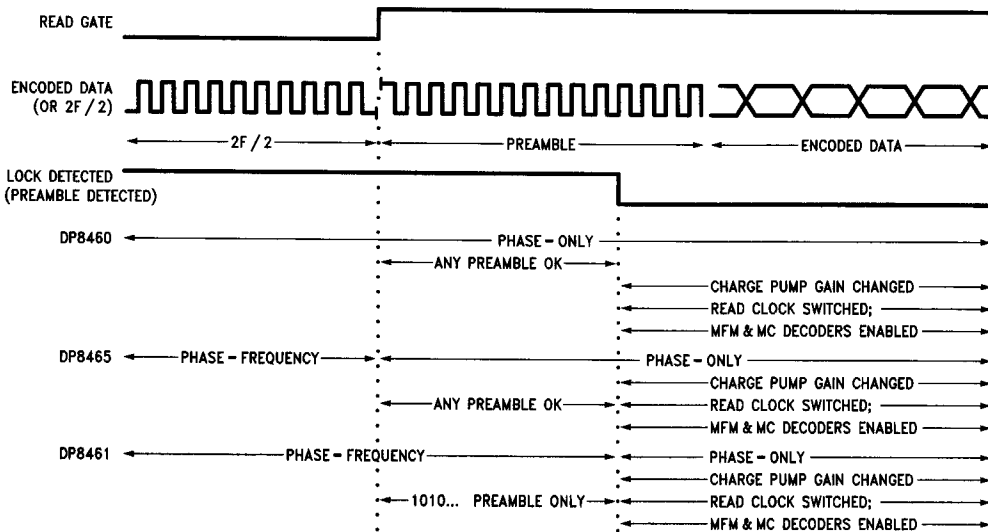 READ GATE
ENCODED DATA
(OR 2F/2)
2F/2 PREAMBLE ENCODED DATA
LOCK DETECTED
(PREAMBLE DETECTED)
DP8460 PHASE-ONLY
ANY PREAMBLE OK
CHARGE PUMP GAIN CHANGED
READ CLOCK SWITCHED;
MFM & MC DECODERS ENABLED
DP8465 PHASE-FREQUENCY PHASE-ONLY
CHARGE PUMP GAIN CHANGED
ANY PREAMBLE OK READ CLOCK SWITCHED;
MFM & MC DECODERS ENABLED
DP8461 PHASE-FREQUENCY PHASE-ONLY
CHARGE PUMP GAIN CHANGED
1010... PREAMBLE ONLY READ CLOCK SWITCHED;
MFM & MC DECODERS ENABLED